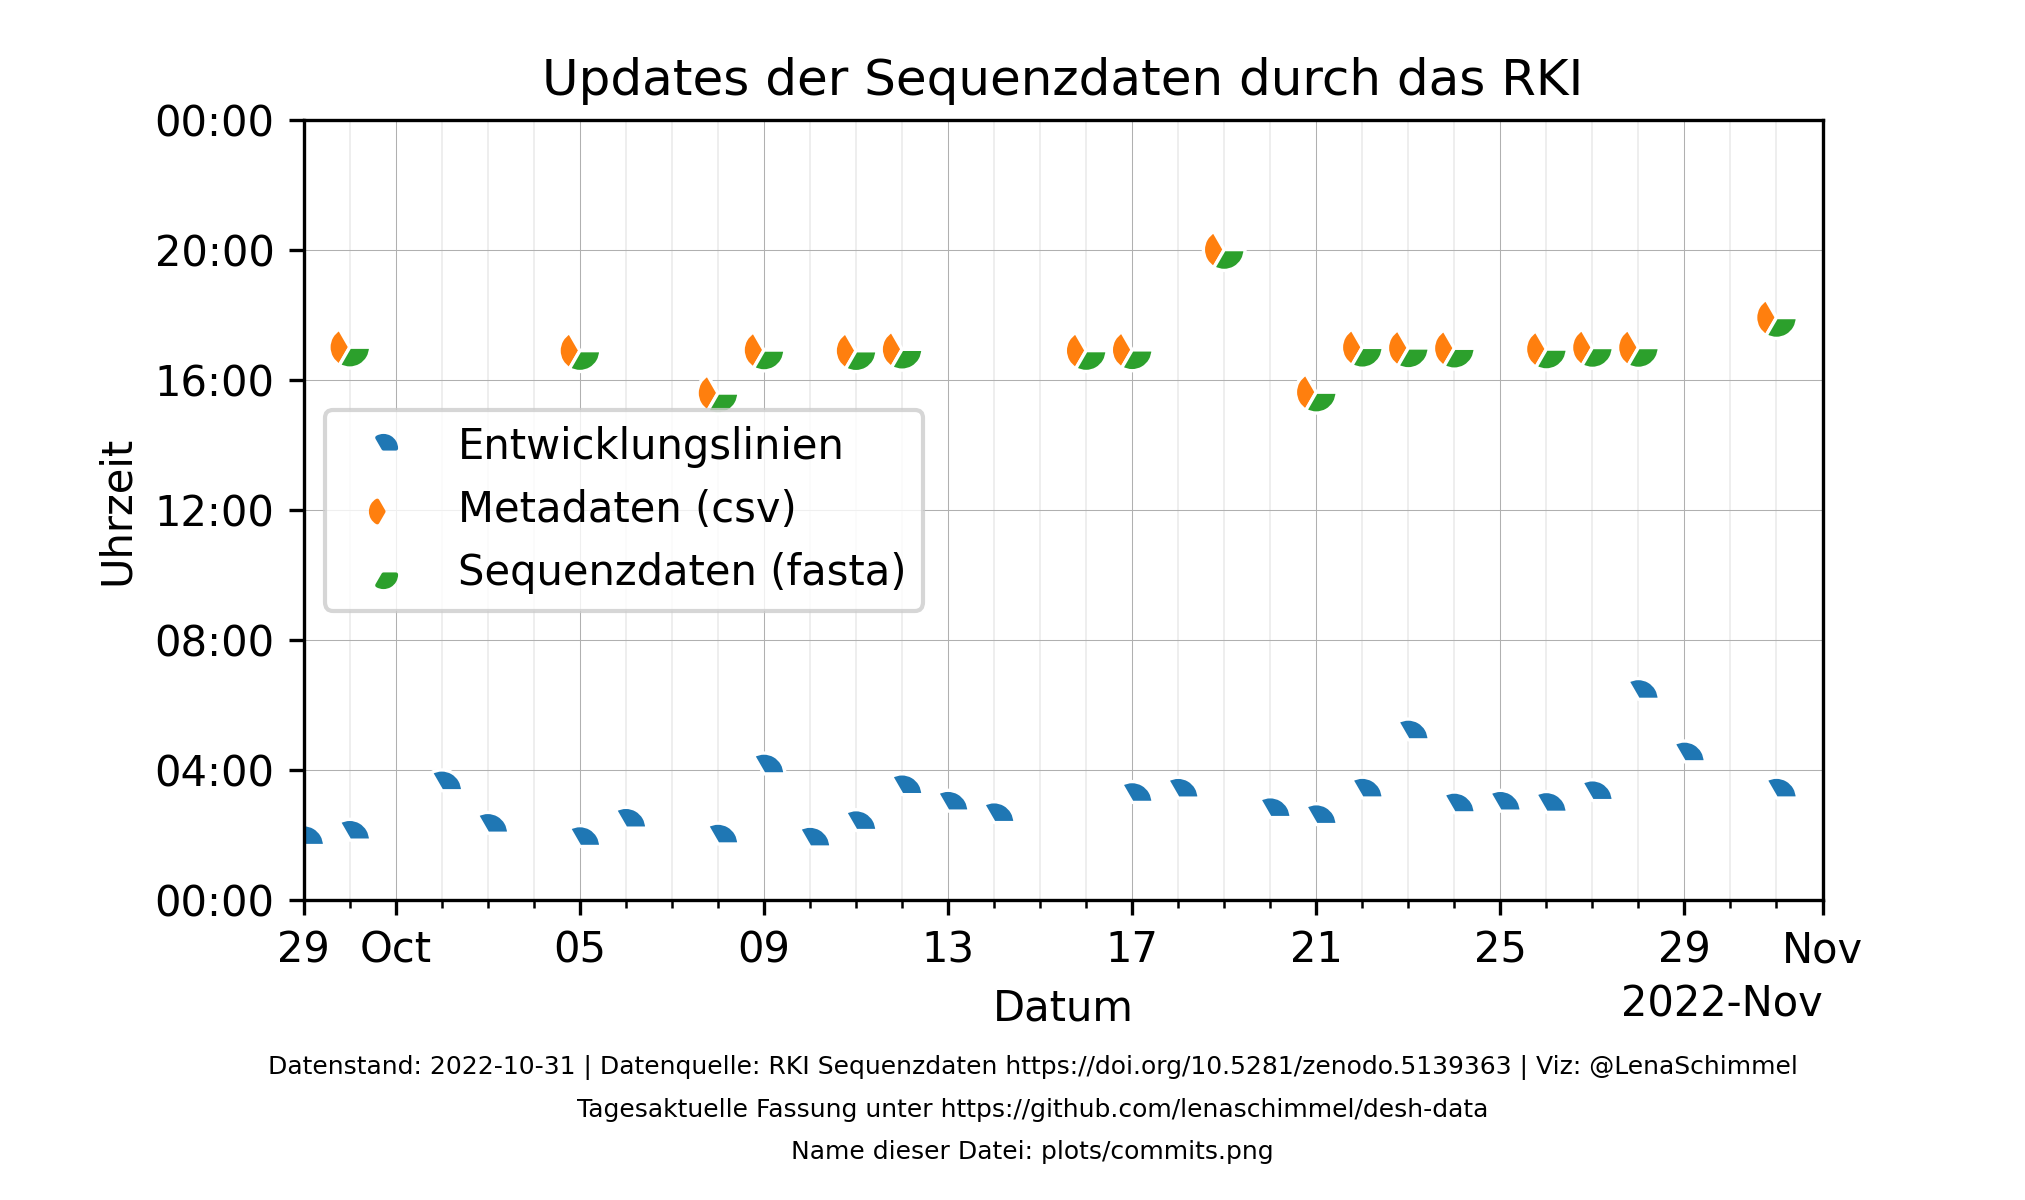 Updates der Sequenzdaten durch das RKI
00:00
20:00
16:00
12:00
08:00
04:00
00:00
Uhrzeit
Entwicklungslinien
Metadaten (csv)
Sequenzdaten (fasta)
29 Oct 05 09 13 17 21 25 29 Nov
Datum
2022-Nov
Datenstand: 2022-10-31 | Datenquelle: RKI Sequenzdaten https://doi.org/10.5281/zenodo.5139363 | Viz: @LenaSchimmel
Tagesaktuelle Fassung unter https://github.com/lenaschimmel/desh-data
Name dieser Datei: plots/commits.png